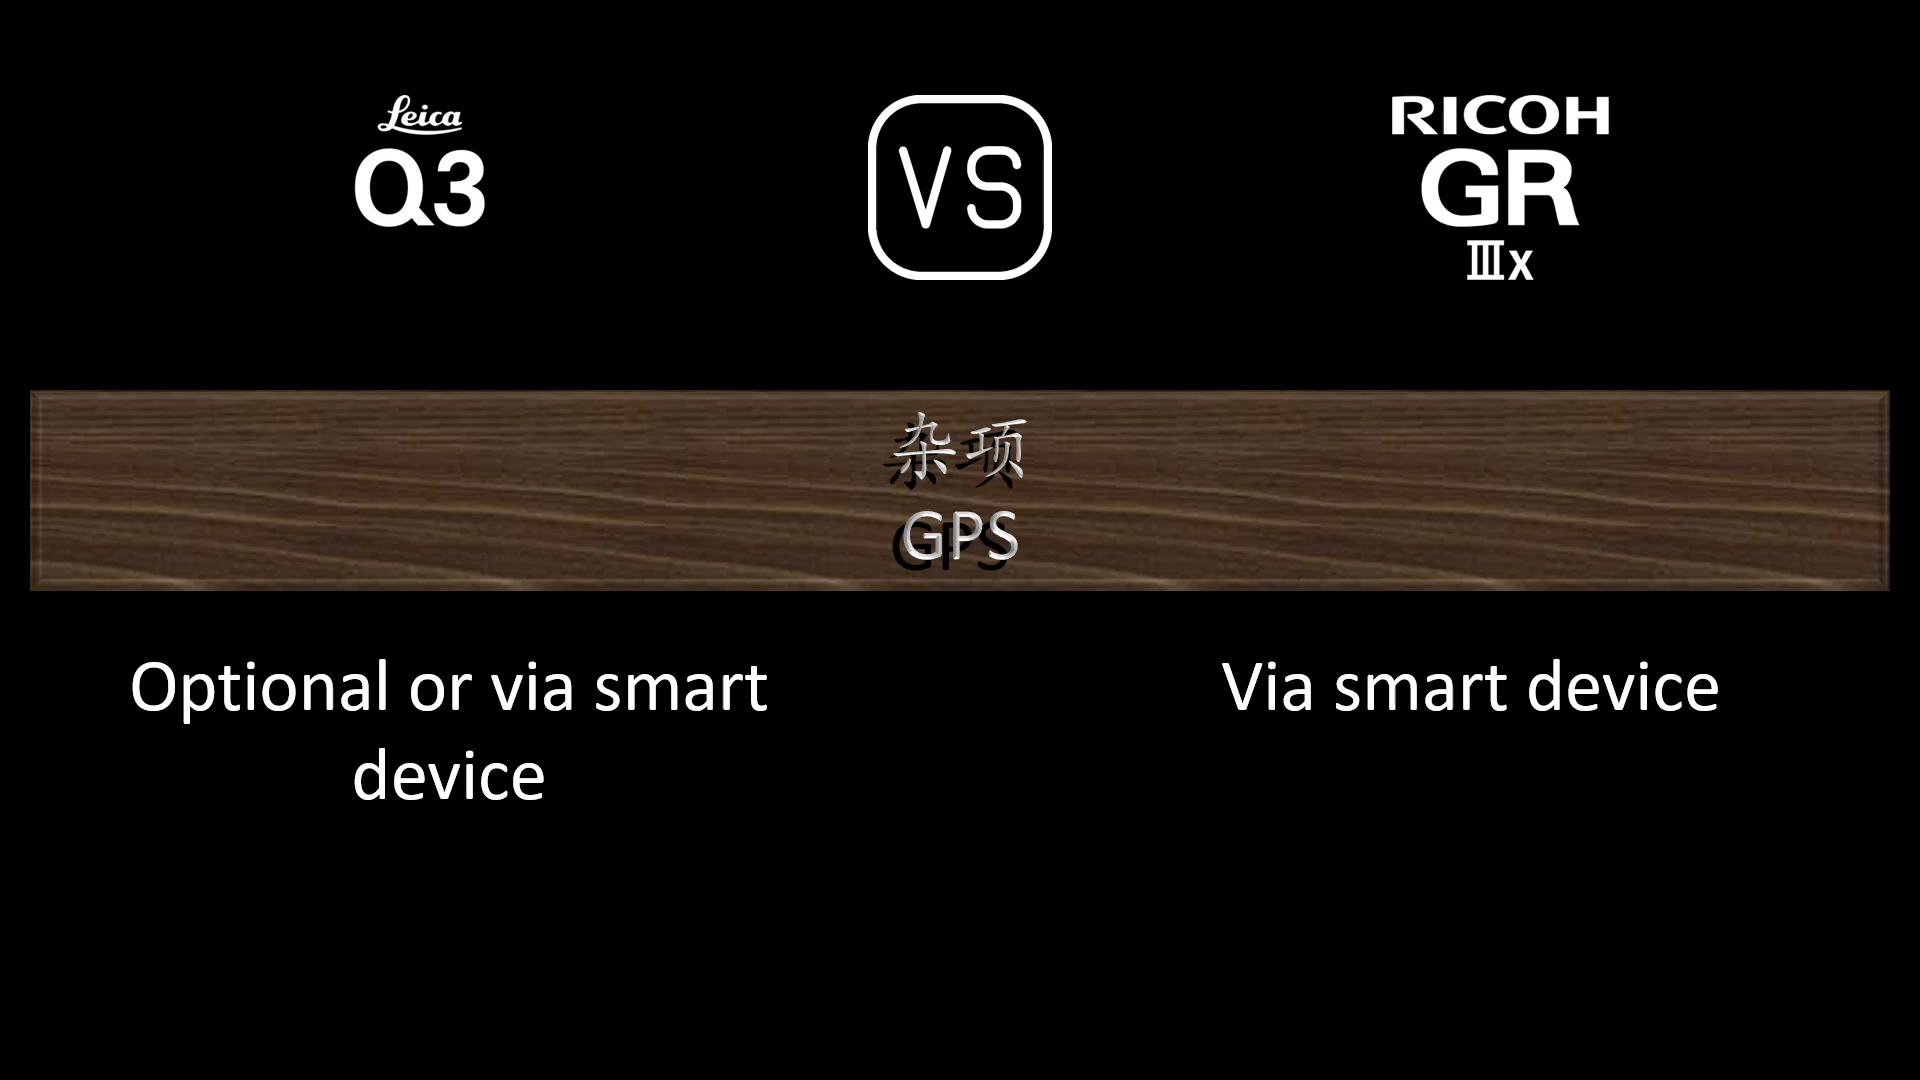 Leica
Q3
VS
RICOH
GR
IIIx
杂项
GPS
Optional or via smart
device
Via smart device